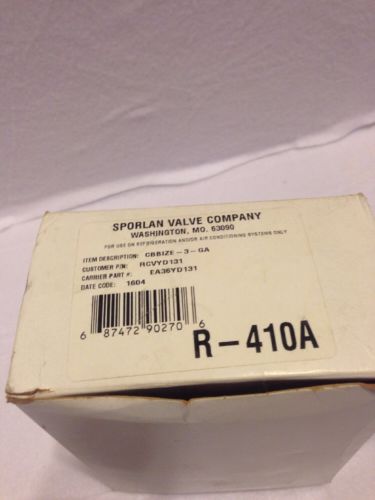 SPORLAN VALVE COMPANY
WASHINGTON, MO. 63090
FOR USE ON REFRIGERATION AND/OR AIR CONDITIONING SYSTEMS ONLY
ITEM DESCRIPTION: CBBIZE-3-GA
CUSTOMER P/N: RCVYD131
CARRIER PART #: EA36YD131
DATE CODE: 1604
6 87472 90270 6
R-410A